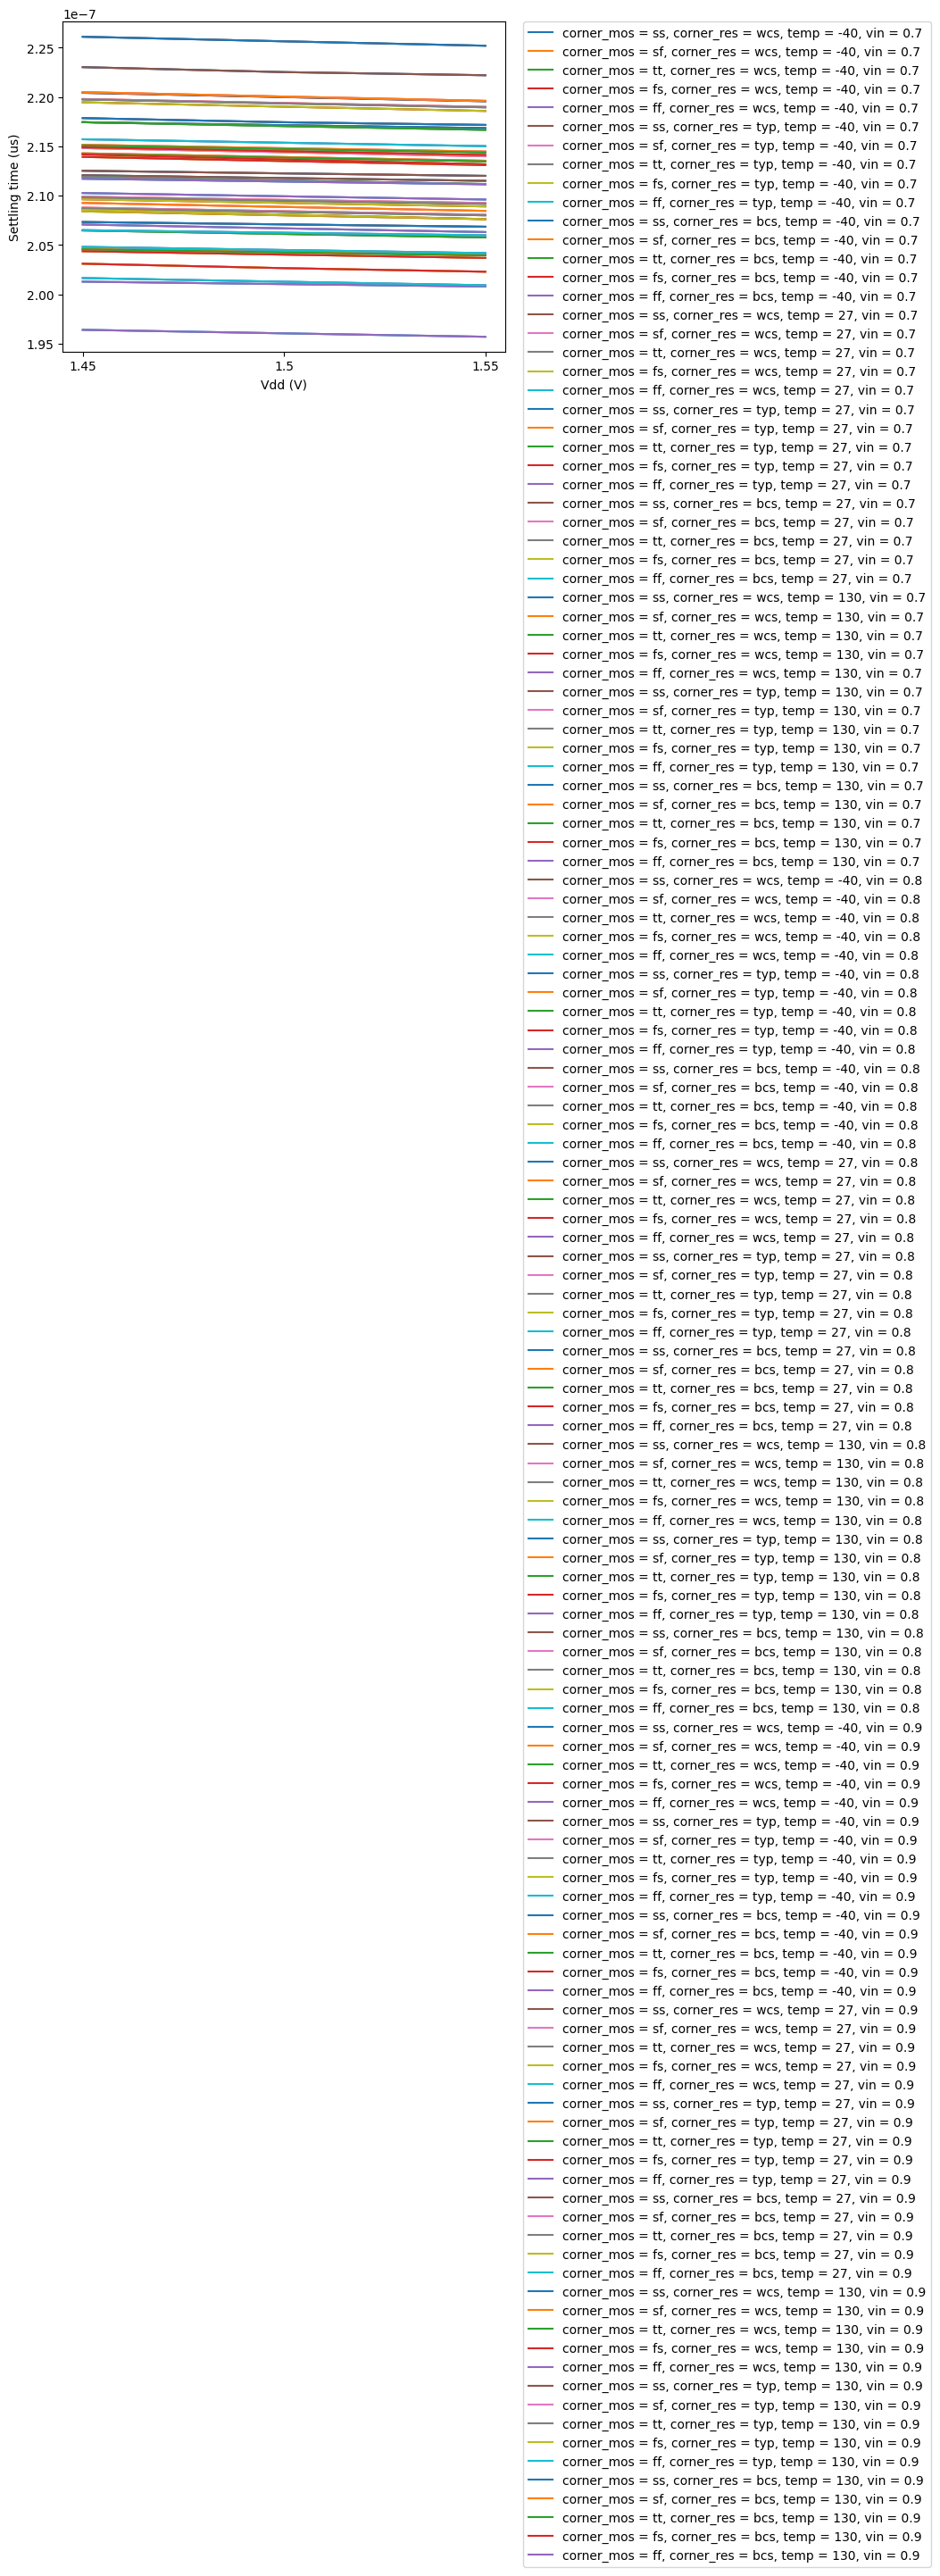 1e−7
2.25
2.20
2.15
2.10
2.05
2.00
1.95
Settling time (us)
1.45
1.5
1.55
Vdd (V)
corner_mos = ss, corner_res = wcs, temp = -40, vin = 0.7
corner_mos = sf, corner_res = wcs, temp = -40, vin = 0.7
corner_mos = tt, corner_res = wcs, temp = -40, vin = 0.7
corner_mos = fs, corner_res = wcs, temp = -40, vin = 0.7
corner_mos = ff, corner_res = wcs, temp = -40, vin = 0.7
corner_mos = ss, corner_res = typ, temp = -40, vin = 0.7
corner_mos = sf, corner_res = typ, temp = -40, vin = 0.7
corner_mos = tt, corner_res = typ, temp = -40, vin = 0.7
corner_mos = fs, corner_res = typ, temp = -40, vin = 0.7
corner_mos = ff, corner_res = typ, temp = -40, vin = 0.7
corner_mos = ss, corner_res = bcs, temp = -40, vin = 0.7
corner_mos = sf, corner_res = bcs, temp = -40, vin = 0.7
corner_mos = tt, corner_res = bcs, temp = -40, vin = 0.7
corner_mos = fs, corner_res = bcs, temp = -40, vin = 0.7
corner_mos = ff, corner_res = bcs, temp = -40, vin = 0.7
corner_mos = ss, corner_res = wcs, temp = 27, vin = 0.7
corner_mos = sf, corner_res = wcs, temp = 27, vin = 0.7
corner_mos = tt, corner_res = wcs, temp = 27, vin = 0.7
corner_mos = fs, corner_res = wcs, temp = 27, vin = 0.7
corner_mos = ff, corner_res = wcs, temp = 27, vin = 0.7
corner_mos = ss, corner_res = typ, temp = 27, vin = 0.7
corner_mos = sf, corner_res = typ, temp = 27, vin = 0.7
corner_mos = tt, corner_res = typ, temp = 27, vin = 0.7
corner_mos = fs, corner_res = typ, temp = 27, vin = 0.7
corner_mos = ff, corner_res = typ, temp = 27, vin = 0.7
corner_mos = ss, corner_res = bcs, temp = 27, vin = 0.7
corner_mos = sf, corner_res = bcs, temp = 27, vin = 0.7
corner_mos = tt, corner_res = bcs, temp = 27, vin = 0.7
corner_mos = fs, corner_res = bcs, temp = 27, vin = 0.7
corner_mos = ff, corner_res = bcs, temp = 27, vin = 0.7
corner_mos = ss, corner_res = wcs, temp = 130, vin = 0.7
corner_mos = sf, corner_res = wcs, temp = 130, vin = 0.7
corner_mos = tt, corner_res = wcs, temp = 130, vin = 0.7
corner_mos = fs, corner_res = wcs, temp = 130, vin = 0.7
corner_mos = ff, corner_res = wcs, temp = 130, vin = 0.7
corner_mos = ss, corner_res = typ, temp = 130, vin = 0.7
corner_mos = sf, corner_res = typ, temp = 130, vin = 0.7
corner_mos = tt, corner_res = typ, temp = 130, vin = 0.7
corner_mos = fs, corner_res = typ, temp = 130, vin = 0.7
corner_mos = ff, corner_res = typ, temp = 130, vin = 0.7
corner_mos = ss, corner_res = bcs, temp = 130, vin = 0.7
corner_mos = sf, corner_res = bcs, temp = 130, vin = 0.7
corner_mos = tt, corner_res = bcs, temp = 130, vin = 0.7
corner_mos = fs, corner_res = bcs, temp = 130, vin = 0.7
corner_mos = ff, corner_res = bcs, temp = 130, vin = 0.7
corner_mos = ss, corner_res = wcs, temp = -40, vin = 0.8
corner_mos = sf, corner_res = wcs, temp = -40, vin = 0.8
corner_mos = tt, corner_res = wcs, temp = -40, vin = 0.8
corner_mos = fs, corner_res = wcs, temp = -40, vin = 0.8
corner_mos = ff, corner_res = wcs, temp = -40, vin = 0.8
corner_mos = ss, corner_res = typ, temp = -40, vin = 0.8
corner_mos = sf, corner_res = typ, temp = -40, vin = 0.8
corner_mos = tt, corner_res = typ, temp = -40, vin = 0.8
corner_mos = fs, corner_res = typ, temp = -40, vin = 0.8
corner_mos = ff, corner_res = typ, temp = -40, vin = 0.8
corner_mos = ss, corner_res = bcs, temp = -40, vin = 0.8
corner_mos = sf, corner_res = bcs, temp = -40, vin = 0.8
corner_mos = tt, corner_res = bcs, temp = -40, vin = 0.8
corner_mos = fs, corner_res = bcs, temp = -40, vin = 0.8
corner_mos = ff, corner_res = bcs, temp = -40, vin = 0.8
corner_mos = ss, corner_res = wcs, temp = 27, vin = 0.8
corner_mos = sf, corner_res = wcs, temp = 27, vin = 0.8
corner_mos = tt, corner_res = wcs, temp = 27, vin = 0.8
corner_mos = fs, corner_res = wcs, temp = 27, vin = 0.8
corner_mos = ff, corner_res = wcs, temp = 27, vin = 0.8
corner_mos = ss, corner_res = typ, temp = 27, vin = 0.8
corner_mos = sf, corner_res = typ, temp = 27, vin = 0.8
corner_mos = tt, corner_res = typ, temp = 27, vin = 0.8
corner_mos = fs, corner_res = typ, temp = 27, vin = 0.8
corner_mos = ff, corner_res = typ, temp = 27, vin = 0.8
corner_mos = ss, corner_res = bcs, temp = 27, vin = 0.8
corner_mos = sf, corner_res = bcs, temp = 27, vin = 0.8
corner_mos = tt, corner_res = bcs, temp = 27, vin = 0.8
corner_mos = fs, corner_res = bcs, temp = 27, vin = 0.8
corner_mos = ff, corner_res = bcs, temp = 27, vin = 0.8
corner_mos = ss, corner_res = wcs, temp = 130, vin = 0.8
corner_mos = sf, corner_res = wcs, temp = 130, vin = 0.8
corner_mos = tt, corner_res = wcs, temp = 130, vin = 0.8
corner_mos = fs, corner_res = wcs, temp = 130, vin = 0.8
corner_mos = ff, corner_res = wcs, temp = 130, vin = 0.8
corner_mos = ss, corner_res = typ, temp = 130, vin = 0.8
corner_mos = sf, corner_res = typ, temp = 130, vin = 0.8
corner_mos = tt, corner_res = typ, temp = 130, vin = 0.8
corner_mos = fs, corner_res = typ, temp = 130, vin = 0.8
corner_mos = ff, corner_res = typ, temp = 130, vin = 0.8
corner_mos = ss, corner_res = bcs, temp = 130, vin = 0.8
corner_mos = sf, corner_res = bcs, temp = 130, vin = 0.8
corner_mos = tt, corner_res = bcs, temp = 130, vin = 0.8
corner_mos = fs, corner_res = bcs, temp = 130, vin = 0.8
corner_mos = ff, corner_res = bcs, temp = 130, vin = 0.8
corner_mos = ss, corner_res = wcs, temp = -40, vin = 0.9
corner_mos = sf, corner_res = wcs, temp = -40, vin = 0.9
corner_mos = tt, corner_res = wcs, temp = -40, vin = 0.9
corner_mos = fs, corner_res = wcs, temp = -40, vin = 0.9
corner_mos = ff, corner_res = wcs, temp = -40, vin = 0.9
corner_mos = ss, corner_res = typ, temp = -40, vin = 0.9
corner_mos = sf, corner_res = typ, temp = -40, vin = 0.9
corner_mos = tt, corner_res = typ, temp = -40, vin = 0.9
corner_mos = fs, corner_res = typ, temp = -40, vin = 0.9
corner_mos = ff, corner_res = typ, temp = -40, vin = 0.9
corner_mos = ss, corner_res = bcs, temp = -40, vin = 0.9
corner_mos = sf, corner_res = bcs, temp = -40, vin = 0.9
corner_mos = tt, corner_res = bcs, temp = -40, vin = 0.9
corner_mos = fs, corner_res = bcs, temp = -40, vin = 0.9
corner_mos = ff, corner_res = bcs, temp = -40, vin = 0.9
corner_mos = ss, corner_res = wcs, temp = 27, vin = 0.9
corner_mos = sf, corner_res = wcs, temp = 27, vin = 0.9
corner_mos = tt, corner_res = wcs, temp = 27, vin = 0.9
corner_mos = fs, corner_res = wcs, temp = 27, vin = 0.9
corner_mos = ff, corner_res = wcs, temp = 27, vin = 0.9
corner_mos = ss, corner_res = typ, temp = 27, vin = 0.9
corner_mos = sf, corner_res = typ, temp = 27, vin = 0.9
corner_mos = tt, corner_res = typ, temp = 27, vin = 0.9
corner_mos = fs, corner_res = typ, temp = 27, vin = 0.9
corner_mos = ff, corner_res = typ, temp = 27, vin = 0.9
corner_mos = ss, corner_res = bcs, temp = 27, vin = 0.9
corner_mos = sf, corner_res = bcs, temp = 27, vin = 0.9
corner_mos = tt, corner_res = bcs, temp = 27, vin = 0.9
corner_mos = fs, corner_res = bcs, temp = 27, vin = 0.9
corner_mos = ff, corner_res = bcs, temp = 27, vin = 0.9
corner_mos = ss, corner_res = wcs, temp = 130, vin = 0.9
corner_mos = sf, corner_res = wcs, temp = 130, vin = 0.9
corner_mos = tt, corner_res = wcs, temp = 130, vin = 0.9
corner_mos = fs, corner_res = wcs, temp = 130, vin = 0.9
corner_mos = ff, corner_res = wcs, temp = 130, vin = 0.9
corner_mos = ss, corner_res = typ, temp = 130, vin = 0.9
corner_mos = sf, corner_res = typ, temp = 130, vin = 0.9
corner_mos = tt, corner_res = typ, temp = 130, vin = 0.9
corner_mos = fs, corner_res = typ, temp = 130, vin = 0.9
corner_mos = ff, corner_res = typ, temp = 130, vin = 0.9
corner_mos = ss, corner_res = bcs, temp = 130, vin = 0.9
corner_mos = sf, corner_res = bcs, temp = 130, vin = 0.9
corner_mos = tt, corner_res = bcs, temp = 130, vin = 0.9
corner_mos = fs, corner_res = bcs, temp = 130, vin = 0.9
corner_mos = ff, corner_res = bcs, temp = 130, vin = 0.9